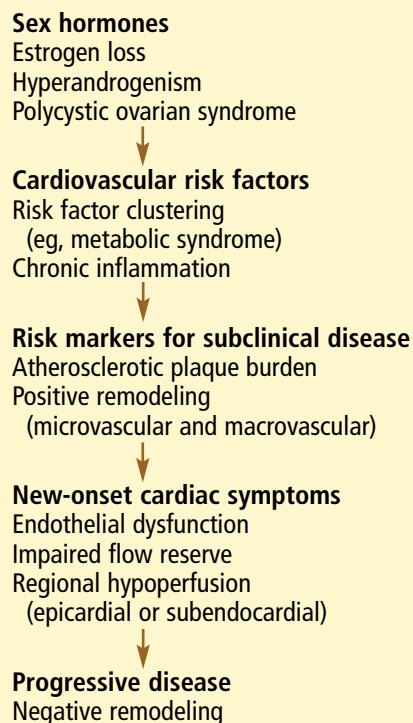 Sex hormones
Estrogen loss
Hyperandrogenism
Polycystic ovarian syndrome
Cardiovascular risk factors
Risk factor clustering
(eg, metabolic syndrome)
Chronic inflammation
Risk markers for subclinical disease
Atherosclerotic plaque burden
Positive remodeling
(microvascular and macrovascular)
New-onset cardiac symptoms
Endothelial dysfunction
Impaired flow reserve
Regional hypoperfusion
(epicardial or subendocardial)
Progressive disease
Negative remodeling